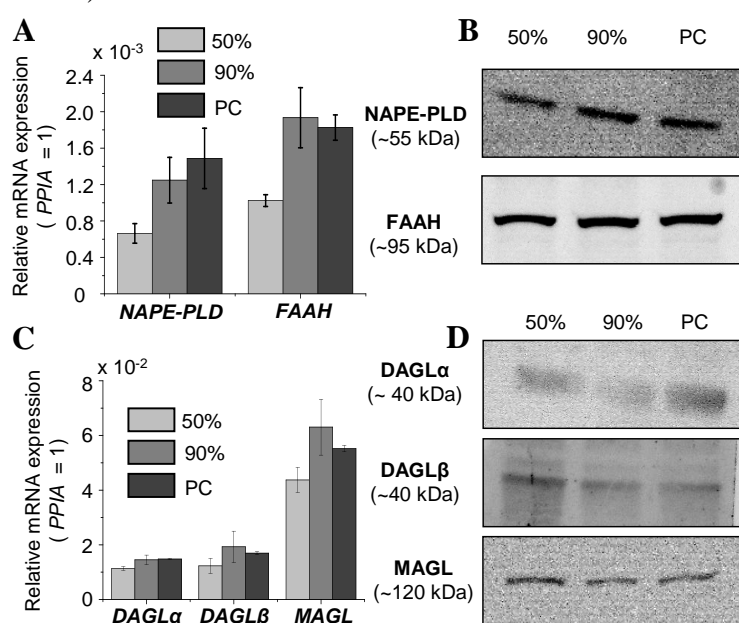 A
x 10-3
Relative mRNA expression
( PPIA = 1)
2.4
2.0
1.6
1.2
0.8
0.4
0
50%
90%
PC
NAPE-PLD
FAAH
B
50% 90% PC
NAPE-PLD
(~55 kDa)
FAAH
(~95 kDa)
C
x 10-2
Relative mRNA expression
( PPIA = 1)
8
6
4
2
0
50%
90%
PC
DAGLα
DAGLß
MAGL
D
50% 90% PC
DAGLα
(~ 40 kDa)
DAGLβ
(~40 kDa)
MAGL
(~120 kDa)